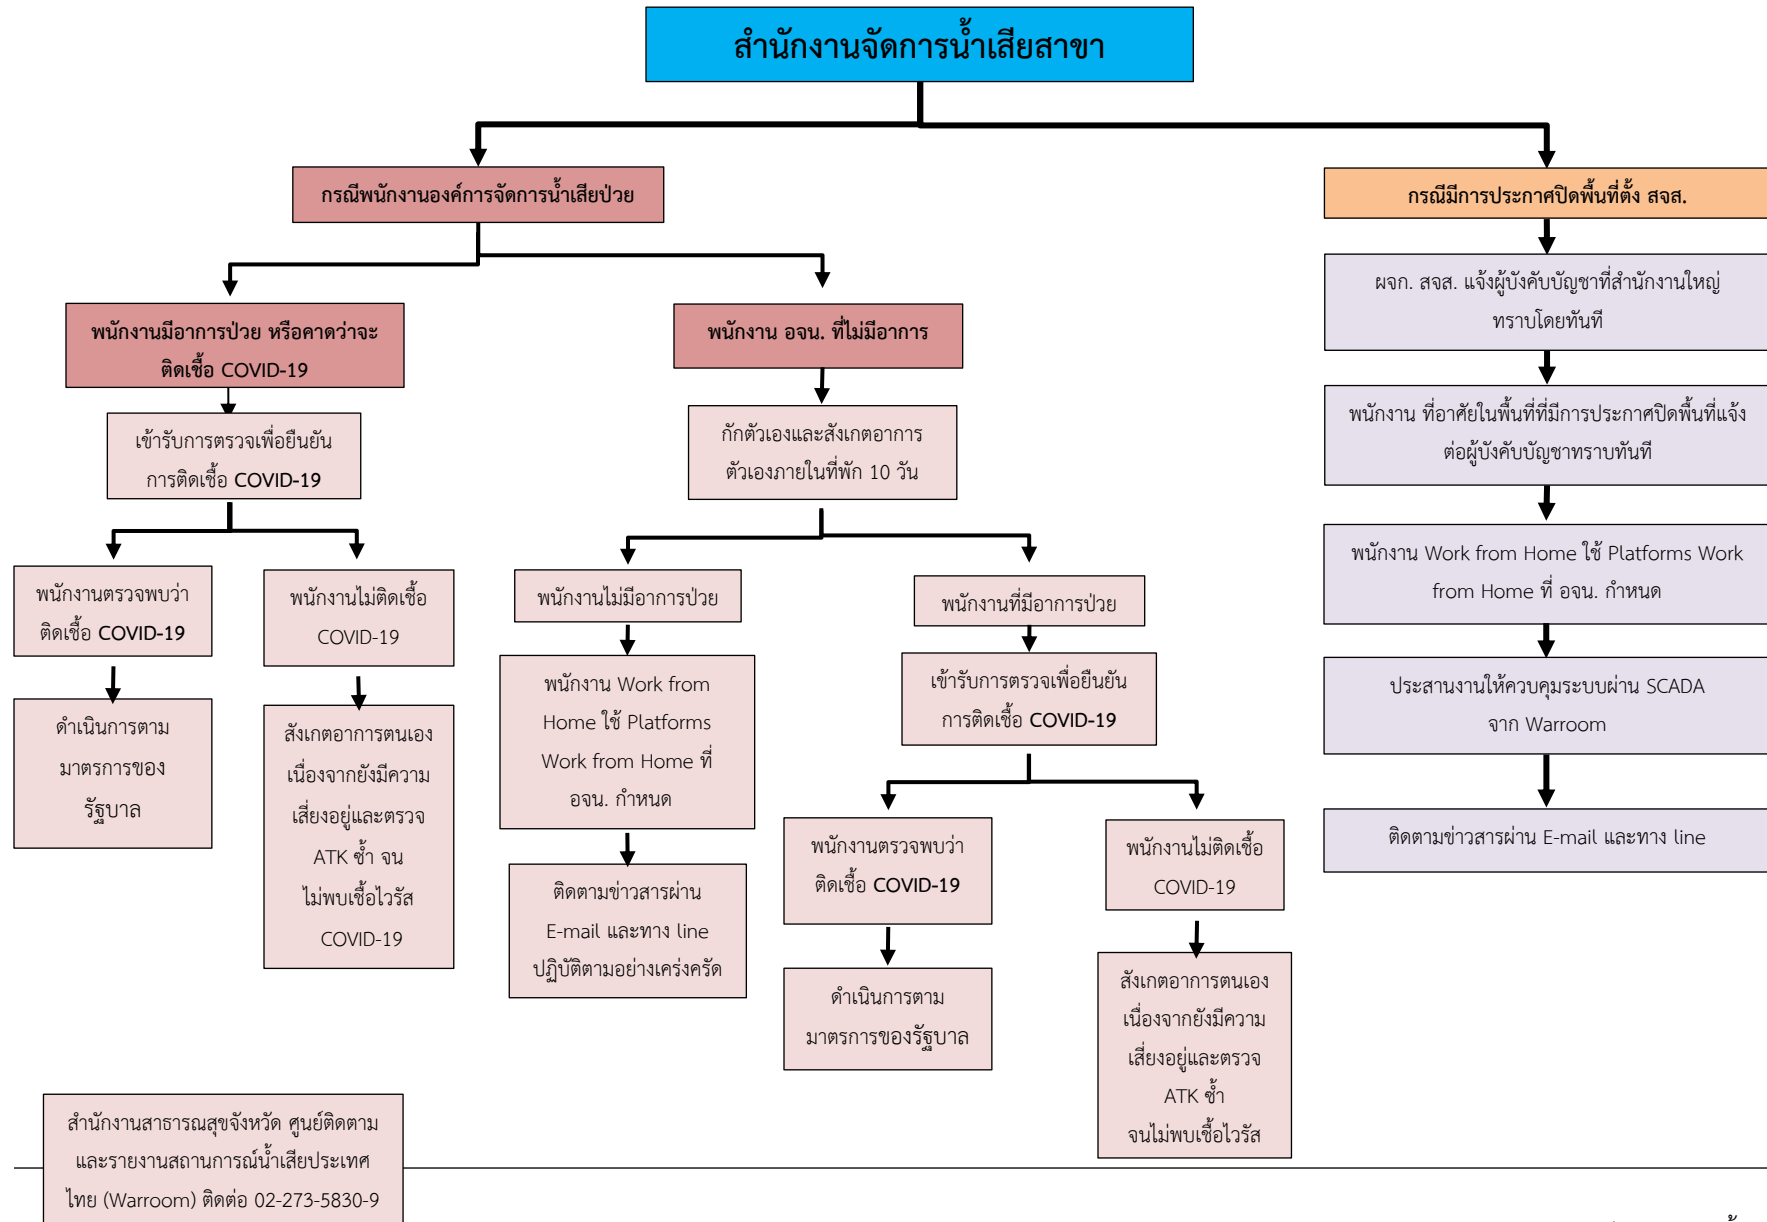 สำนักงานจัดการน้ำเสียสาขา
กรณีพนักงานองค์การจัดการน้ำเสียป่วย
พนักงานมีอาการป่วย หรือคาดว่าจะ
ติดเชื้อ COVID-19
เข้ารับการตรวจเพื่อยืนยัน
การติดเชื้อ COVID-19
พนักงานตรวจพบว่า
ติดเชื้อ COVID-19
ดำเนินการตาม
มาตรการของ
รัฐบาล
พนักงานไม่ติดเชื้อ
COVID-19
สังเกตอาการตนเอง
เนื่องจากยังมีความ
เสี่ยงอยู่และตรวจ
ATK ซ้ำ จน
ไม่พบเชื้อไวรัส
COVID-19
พนักงาน อจน. ที่ไม่มีอาการ
กักตัวเองและสังเกตอาการ
ตัวเองภายในที่พัก 10 วัน
พนักงานไม่มีอาการป่วย
พนักงาน Work from
Home ใช้ Platforms
Work from Home ที่
อจน. กำหนด
ติดตามข่าวสารผ่าน
E-mail และทาง line
ปฏิบัติตามอย่างเคร่งครัด
พนักงานที่มีอาการป่วย
เข้ารับการตรวจเพื่อยืนยัน
การติดเชื้อ COVID-19
พนักงานตรวจพบว่า
ติดเชื้อ COVID-19
ดำเนินการตาม
มาตรการของรัฐบาล
พนักงานไม่ติดเชื้อ
COVID-19
สังเกตอาการตนเอง
เนื่องจากยังมีความ
เสี่ยงอยู่และตรวจ
ATK ซ้ำ
จนไม่พบเชื้อไวรัส
กรณีมีการประกาศปิดพื้นที่ตั้ง สจส.
ผจก. สจส. แจ้งผู้บังคับบัญชาที่สำนักงานใหญ่
ทราบโดยทันที
พนักงาน ที่อาศัยในพื้นที่ที่มีการประกาศปิดพื้นที่แจ้ง
ต่อผู้บังคับบัญชาทราบทันที
พนักงาน Work from Home ใช้ Platforms Work
from Home ที่ อจน. กำหนด
ประสานงานให้ควบคุมระบบผ่าน SCADA
จาก Warroom
ติดตามข่าวสารผ่าน E-mail และทาง line
สำนักงานสาธารณสุขจังหวัด ศูนย์ติดตาม
และรายงานสถานการณ์น้ำเสียประเทศ
ไทย (Warroom) ติดต่อ 02-273-5830-9